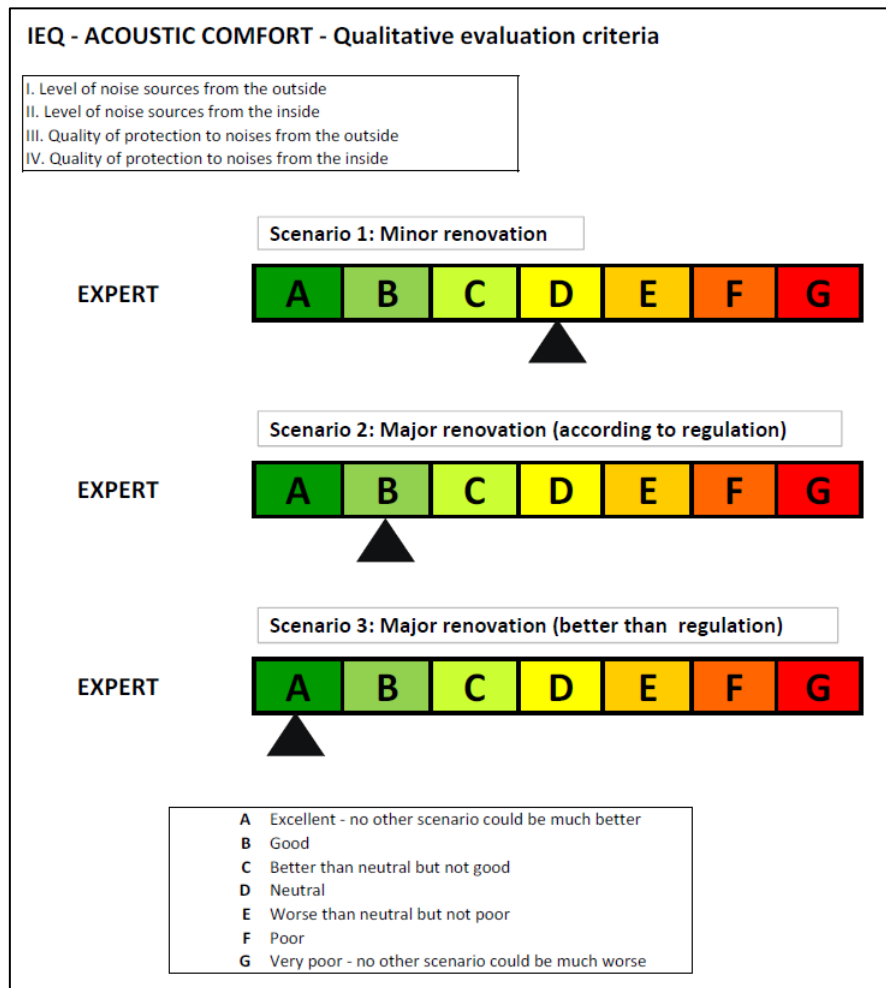 IEQ - ACOUSTIC COMFORT - Qualitative evaluation criteria
I. Level of noise sources from the outside
II. Level of noise sources from the inside
III. Quality of protection to noises from the outside
IV. Quality of protection to noises from the inside
Scenario 1: Minor renovation
EXPERT A B C D E F G
Scenario 2: Major renovation (according to regulation)
EXPERT A B C D E F G
Scenario 3: Major renovation (better than regulation)
EXPERT A B C D E F G
A Excellent - no other scenario could be much better
B Good
C Better than neutral but not good
D Neutral
E Worse than neutral but not poor
F Poor
G Very poor - no other scenario could be much worse